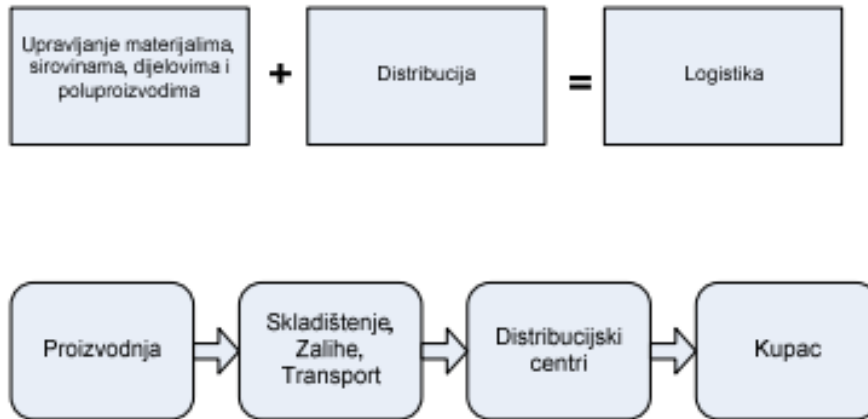 Upravljanje materijalima,
sirovinama, dijelovima i
poluproizvodima
+
Distribucija
=
Logistika
Proizvodnja
Skladištenje,
Zalihe,
Transport
Distribucijski
centri
Kupac